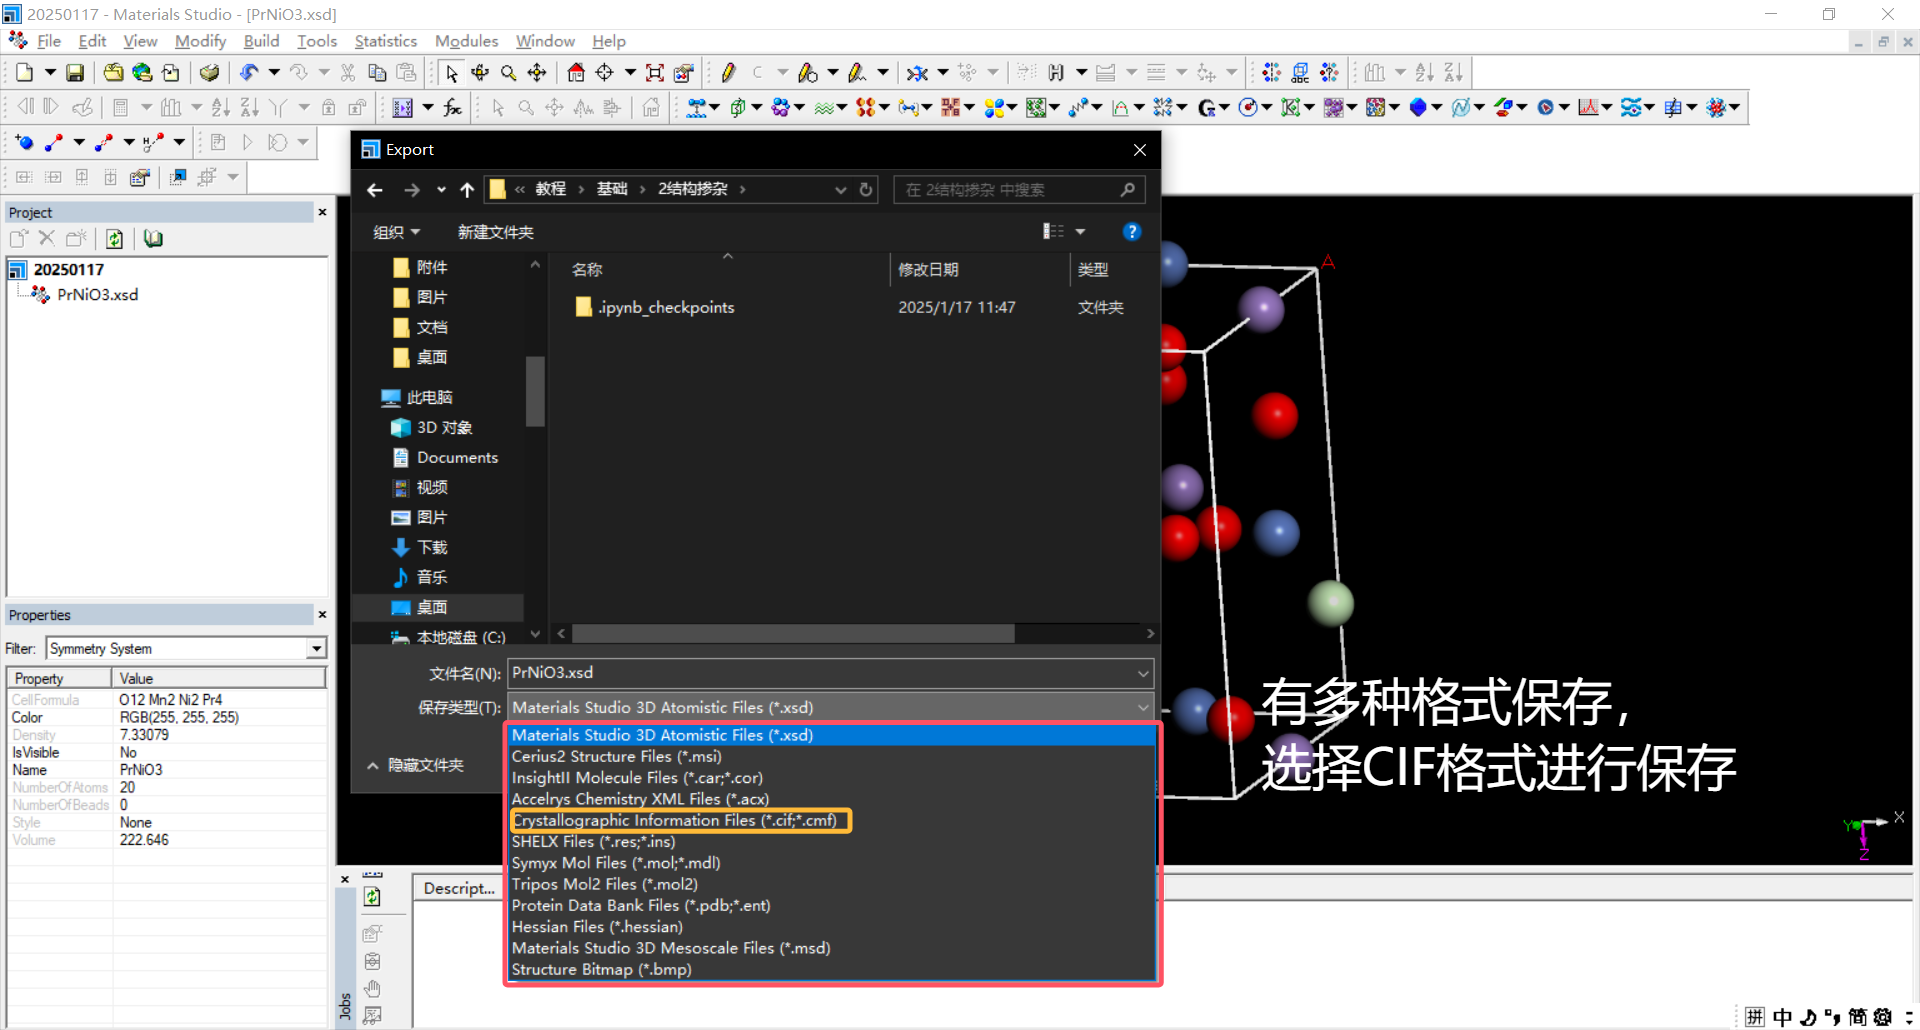 20250117 - Materials Studio - [PrNiO3.xsd]
File Edit View Modify Build Tools Statistics Modules Window Help
Export
« 教程 › 基础 › 2结构掺杂 ›
在 2结构掺杂 中搜索
组织
新建文件夹
Project
20250117
PrNiO3.xsd
附件
图片
文档
桌面
此电脑
3D 对象
Documents
视频
图片
下载
音乐
桌面
本地磁盘 (C:)
名称 修改日期 类型
.ipynb_checkpoints 2025/1/17 11:47 文件夹
文件名(N): PrNiO3.xsd
保存类型(T): Materials Studio 3D Atomistic Files (*.xsd)
隐藏文件夹
Materials Studio 3D Atomistic Files (*.xsd)
Cerius2 Structure Files (*.msi)
InsightII Molecule Files (*.car;*.cor)
Accelrys Chemistry XML Files (*.acx)
Crystallographic Information Files (*.cif;*.cmf)
SHELX Files (*.res;*.ins)
Symyx Mol Files (*.mol;*.mdl)
Tripos Mol2 Files (*.mol2)
Protein Data Bank Files (*.pdb;*.ent)
Hessian Files (*.hessian)
Materials Studio 3D Mesoscale Files (*.msd)
Structure Bitmap (*.bmp)
Properties
Filter: Symmetry System
Property Value
CellFormula O12 Mn2 Ni2 Pr4
Color RGB(255, 255, 255)
Density 7.33079
IsVisible No
Name PrNiO3
NumberOfAtoms 20
NumberOfBeads 0
Style None
Volume 222.646
A
有多种格式保存，
选择CIF格式进行保存
X
Y
Z
Descript...
Jobs
拼 中 简